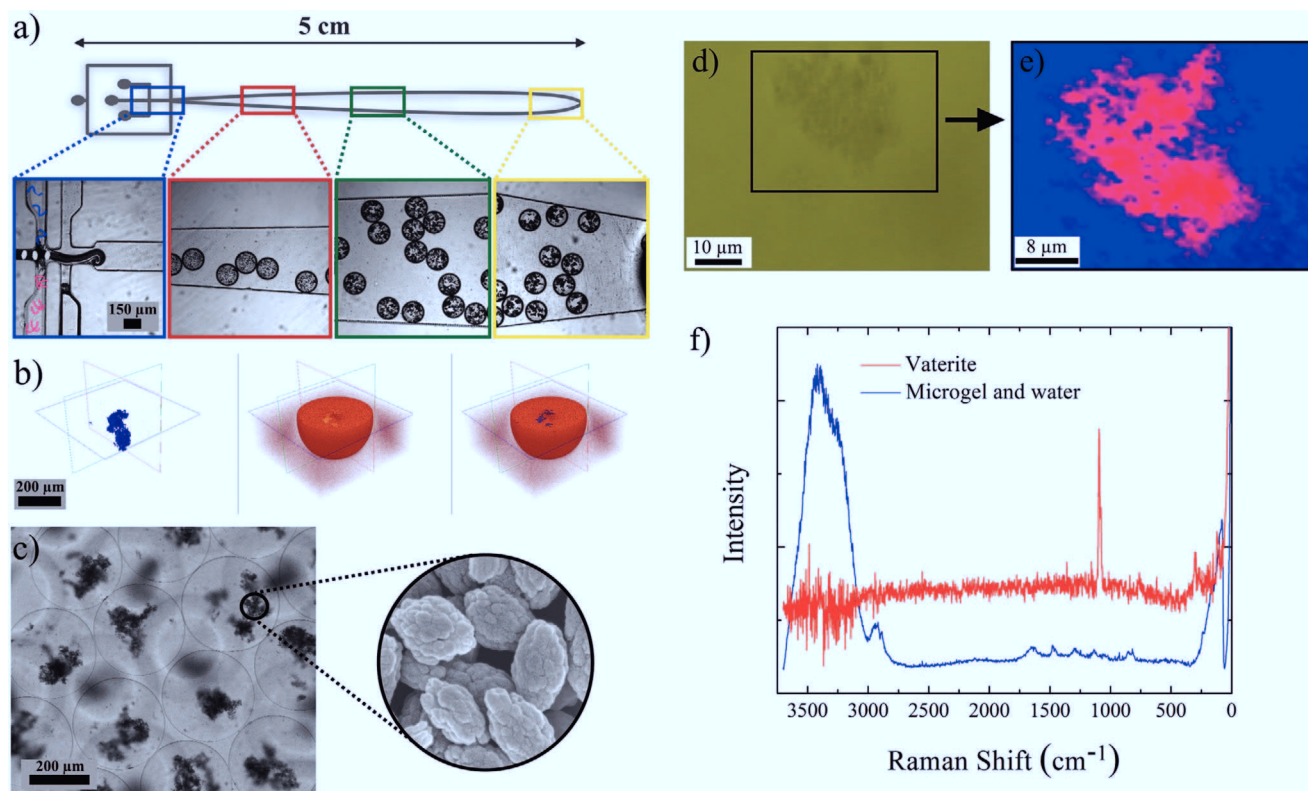 a)
5 cm
150 µm
b)
200 µm
c)
200 µm
d)
10 µm
e)
8 µm
f)
Vaterite
Microgel and water
Intensity
3500 3000 2500 2000 1500 1000 500 0
Raman Shift (cm⁻¹)